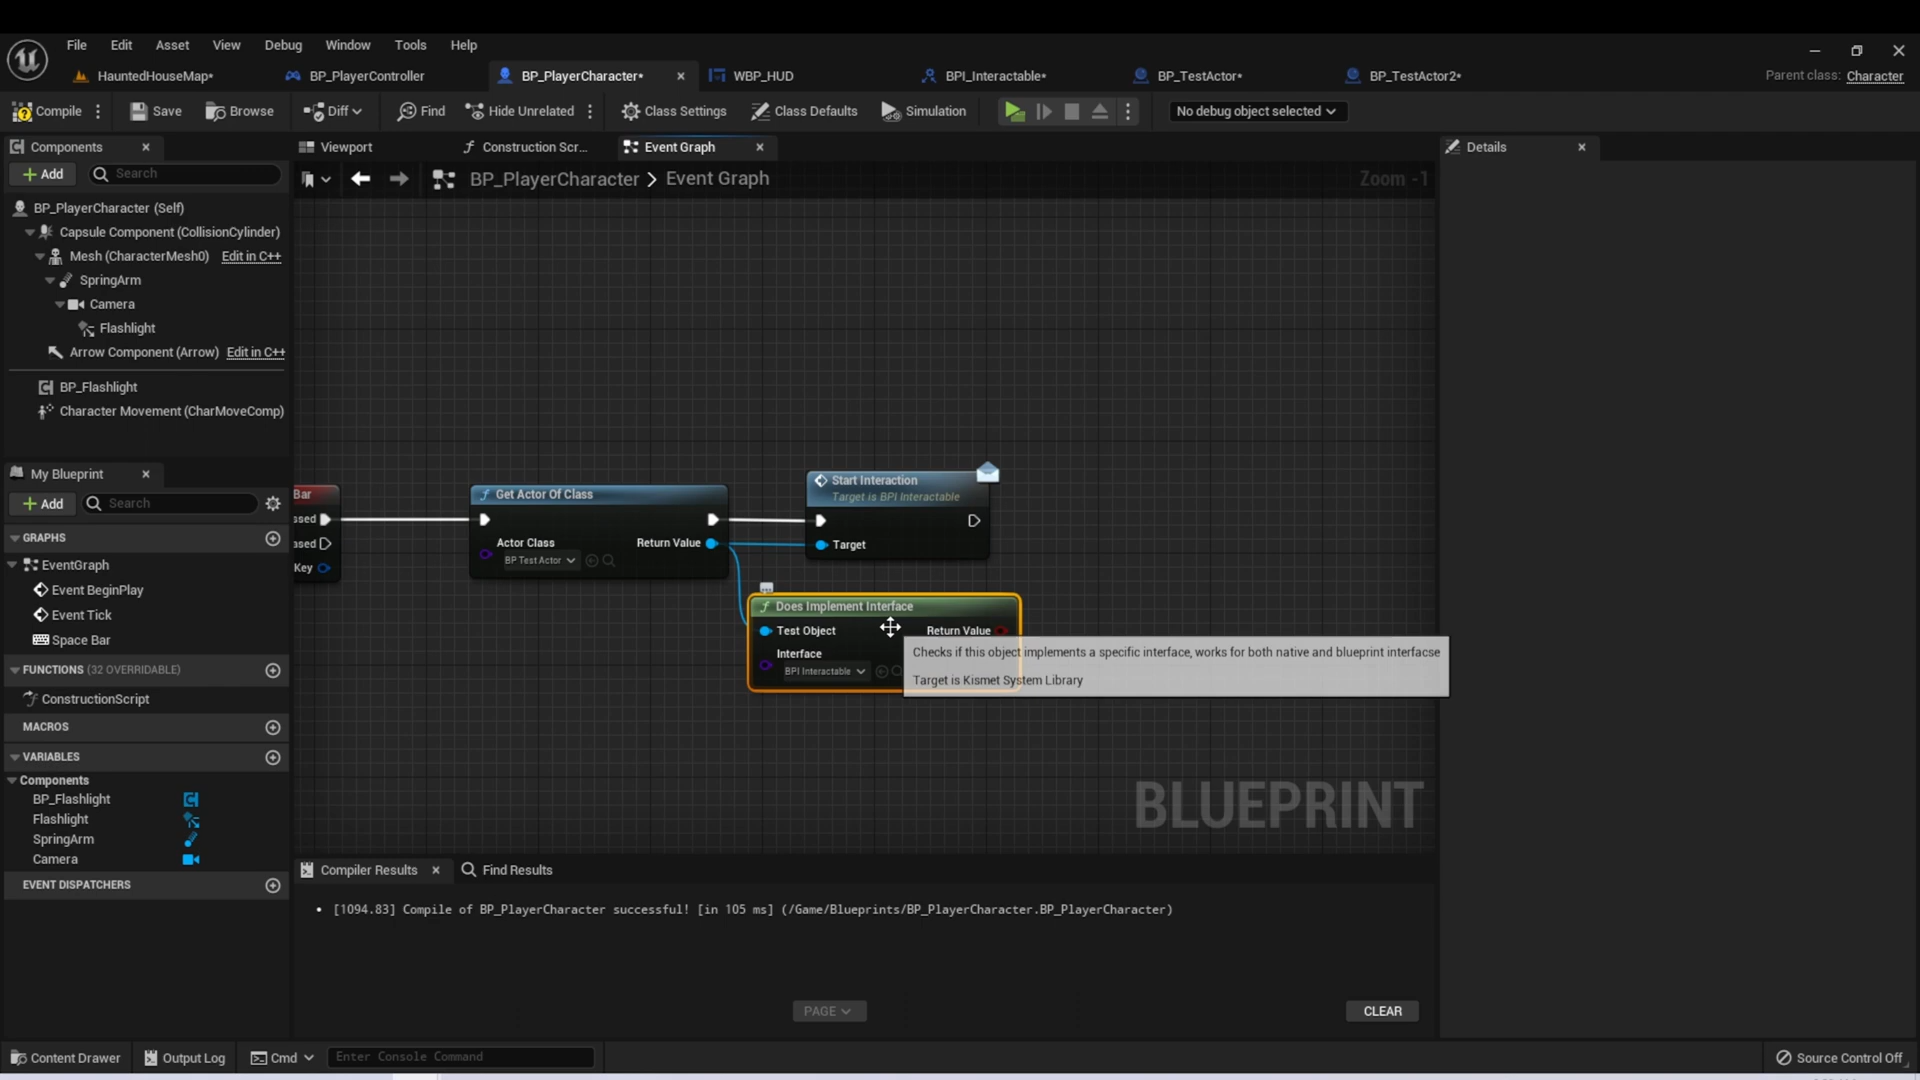 File Edit Asset View Debug Window Tools Help
HauntedHouseMap* BP_PlayerController BP_PlayerCharacter* WBP_HUD BPI_Interactable* BP_TestActor* BP_TestActor2* Parent class: Character
Compile Save Browse Diff Find Hide Unrelated Class Settings Class Defaults Simulation No debug object selected
Components Viewport Construction Scr... Event Graph Details
+ Add Search BP_PlayerCharacter > Event Graph Zoom -1
BP_PlayerCharacter (Self)
Capsule Component (CollisionCylinder)
Mesh (CharacterMesh0) Edit in C++
SpringArm
Camera
Flashlight
Arrow Component (Arrow) Edit in C++
BP_Flashlight
Character Movement (CharMoveComp)
My Blueprint
+ Add Search
GRAPHS
EventGraph
Event BeginPlay
Event Tick
Space Bar
FUNCTIONS (32 OVERRIDABLE)
ConstructionScript
MACROS
VARIABLES
Components
BP_Flashlight
Flashlight
SpringArm
Camera
EVENT DISPATCHERS
Bar
ssed
ased
Key
Get Actor Of Class
Actor Class Return Value
BP Test Actor
Start Interaction
Target is BPI Interactable
Target
Does Implement Interface
Test Object Return Value
Interface
BPI Interactable
Checks if this object implements a specific interface, works for both native and blueprint interfacse
Target is Kismet System Library
BLUEPRINT
Compiler Results Find Results
[1094.83] Compile of BP_PlayerCharacter successful! [in 105 ms] (/Game/Blueprints/BP_PlayerCharacter.BP_PlayerCharacter)
PAGE CLEAR
Content Drawer Output Log Cmd Enter Console Command Source Control Off